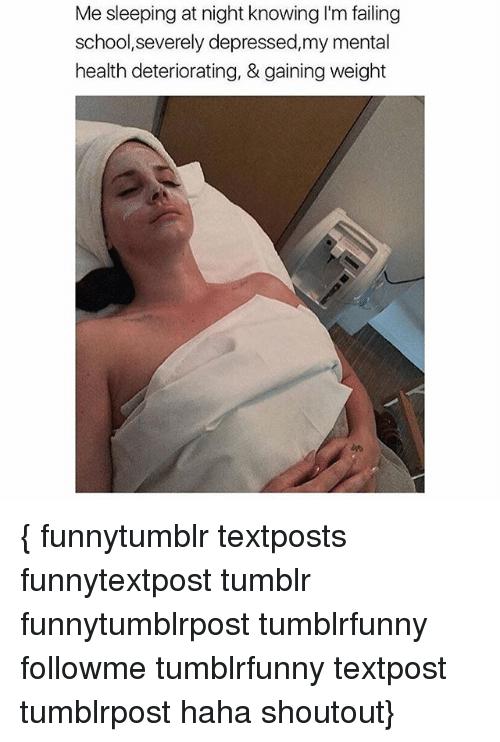 Me sleeping at night knowing I'm failing
school,severely depressed,my mental
health deteriorating, & gaining weight
{ funnytumblr textposts
funnytextpost tumblr
funnytumblrpost tumblrfunny
followme tumblrfunny textpost
tumblrpost haha shoutout}